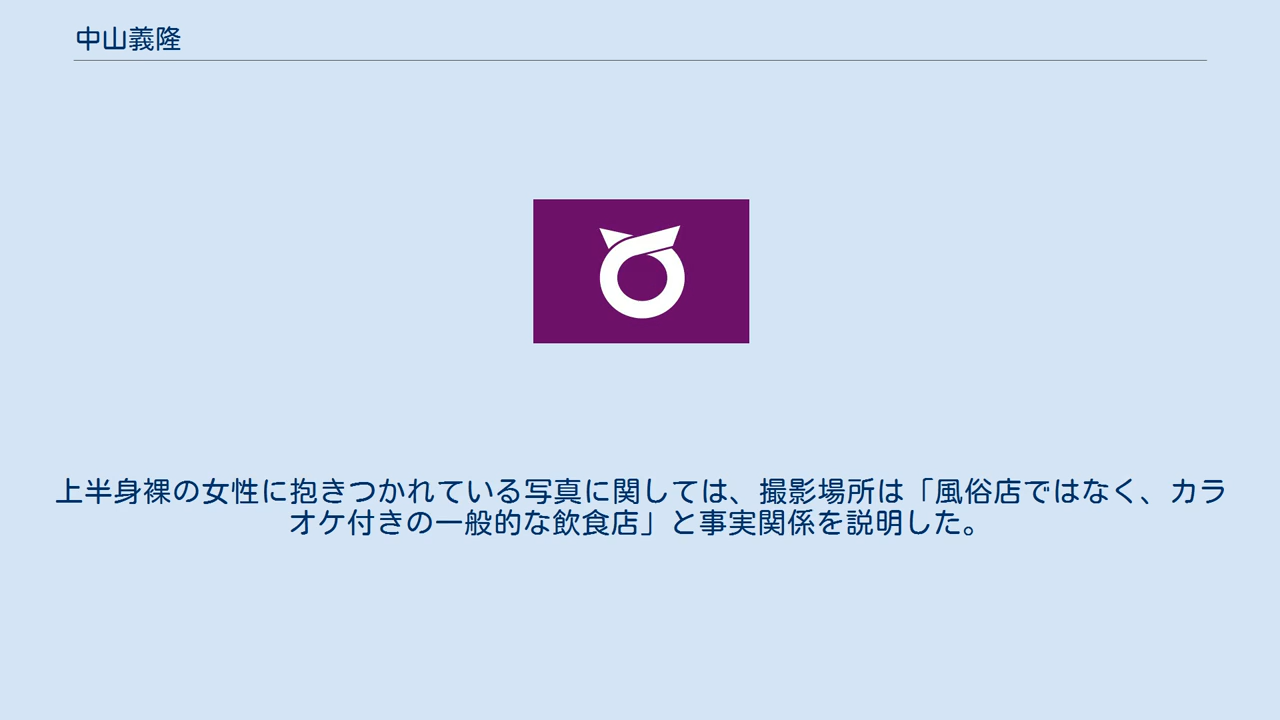 中山義隆
上半身裸の女性に抱きつかれている写真に関しては、撮影場所は「風俗店ではなく、カラ
オケ付きの一般的な飲食店」と事実関係を説明した。